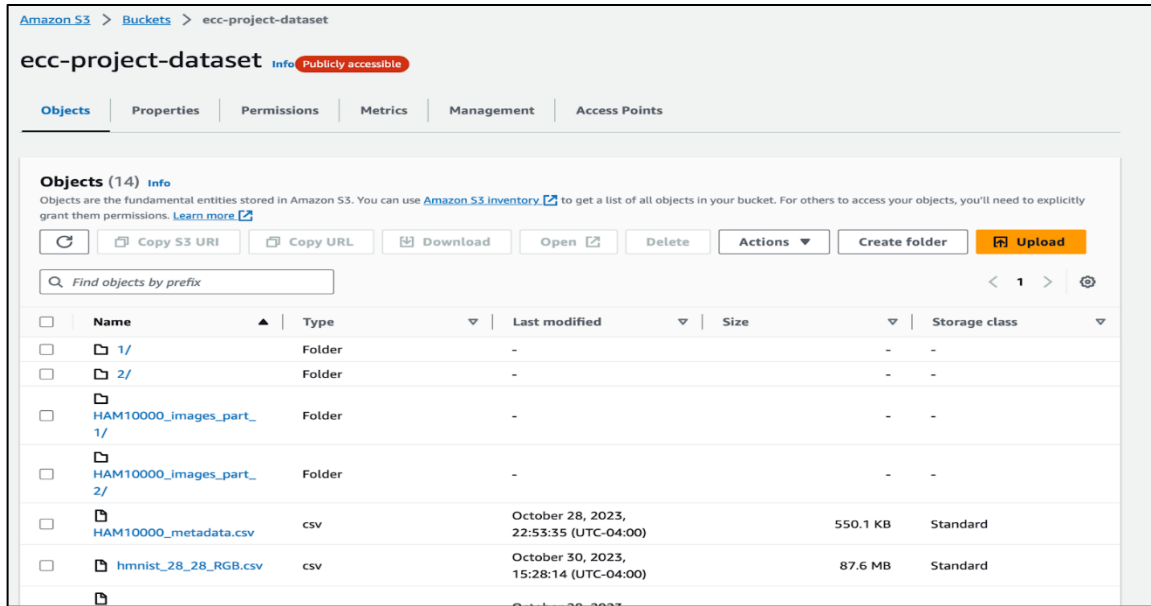 Amazon S3 > Buckets > ecc-project-dataset
ecc-project-dataset Info Publicly accessible
Objects Properties Permissions Metrics Management Access Points
Objects (14) Info
Objects are the fundamental entities stored in Amazon S3. You can use Amazon S3 inventory to get a list of all objects in your bucket. For others to access your objects, you'll need to explicitly
grant them permissions. Learn more
Copy S3 URI Copy URL Download Open Delete Actions Create folder Upload
Find objects by prefix < 1 >
Name Type Last modified Size Storage class
1/ Folder - - -
2/ Folder - - -
HAM10000_images_part_ Folder - - -
1/
HAM10000_images_part_ Folder - - -
2/
HAM10000_metadata.csv csv October 28, 2023, 550.1 KB Standard
22:53:35 (UTC-04:00)
hmnist_28_28_RGB.csv csv October 30, 2023, 87.6 MB Standard
15:28:14 (UTC-04:00)